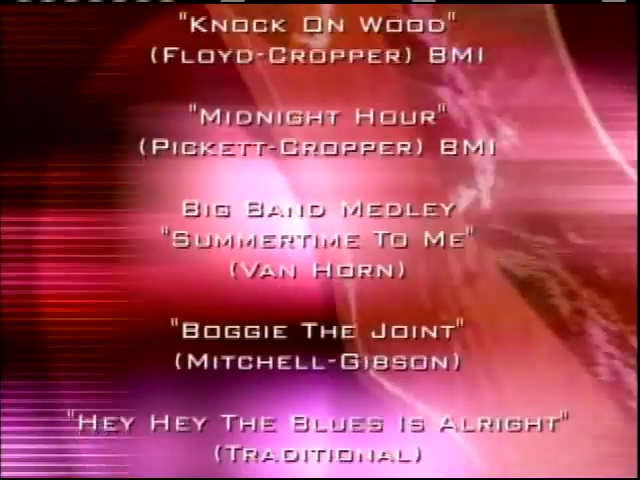 "Knock On Wood"
(Floyd-Cropper) BMI
"Midnight Hour"
(Pickett-Cropper) BMI
Big Band Medley
"Summertime To Me"
(Van Horn)
"Boggie The Joint"
(Mitchell-Gibson)
"Hey Hey The Blues Is Alright"
(Traditional)